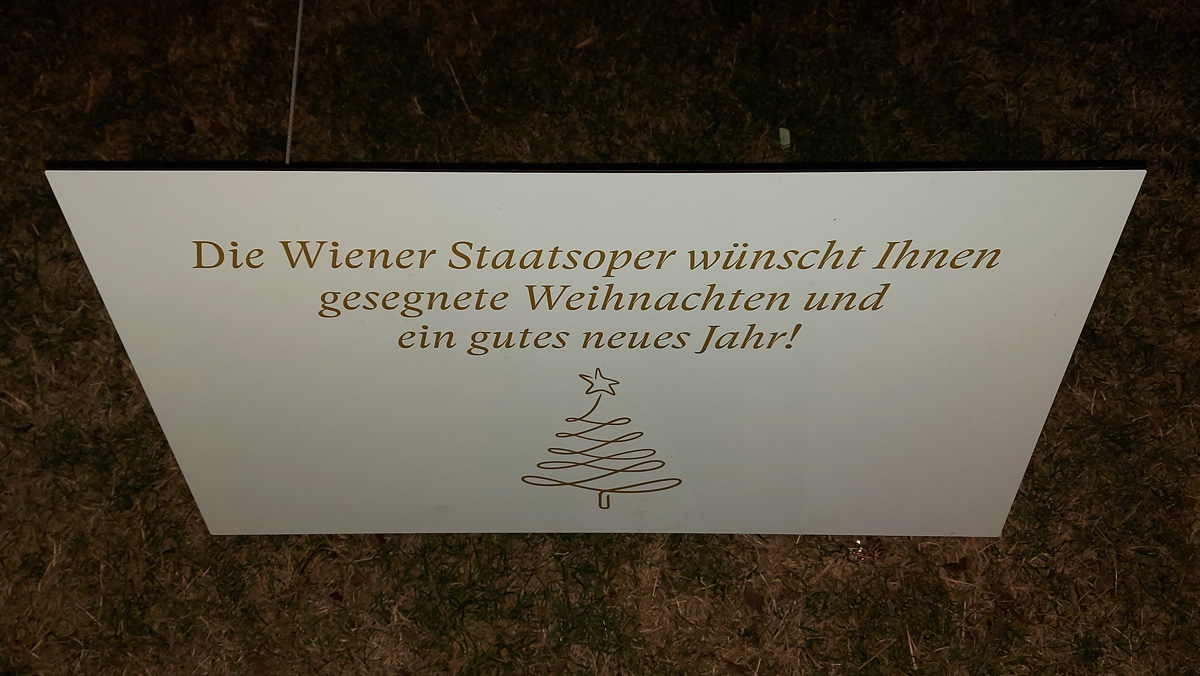 Die Wiener Staatsoper wünscht Ihnen
gesegnete Weihnachten und
ein gutes neues Jahr!